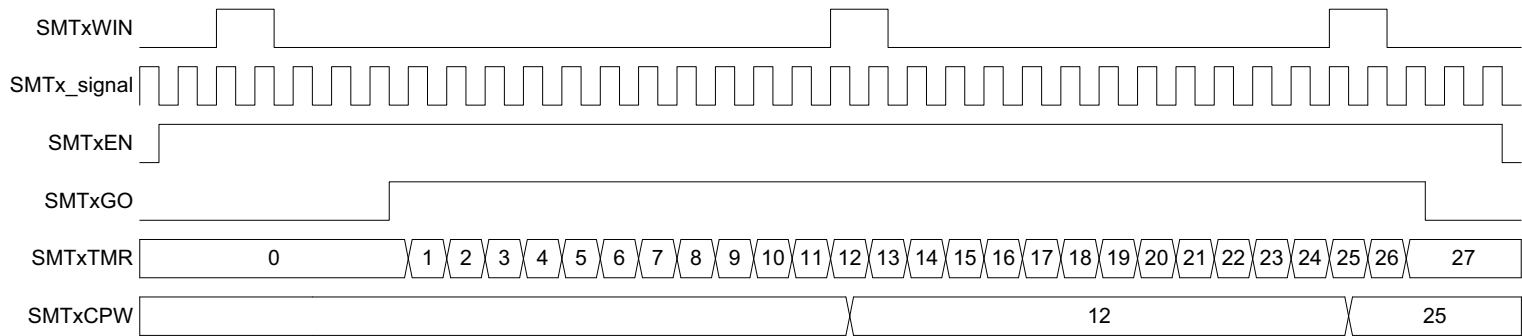 SMTxWIN
SMTx_signal
SMTxEN
SMTxGO
SMTxTMR 0 1 2 3 4 5 6 7 8 9 10 11 12 13 14 15 16 17 18 19 20 21 22 23 24 25 26 27
SMTxCPW 12 25